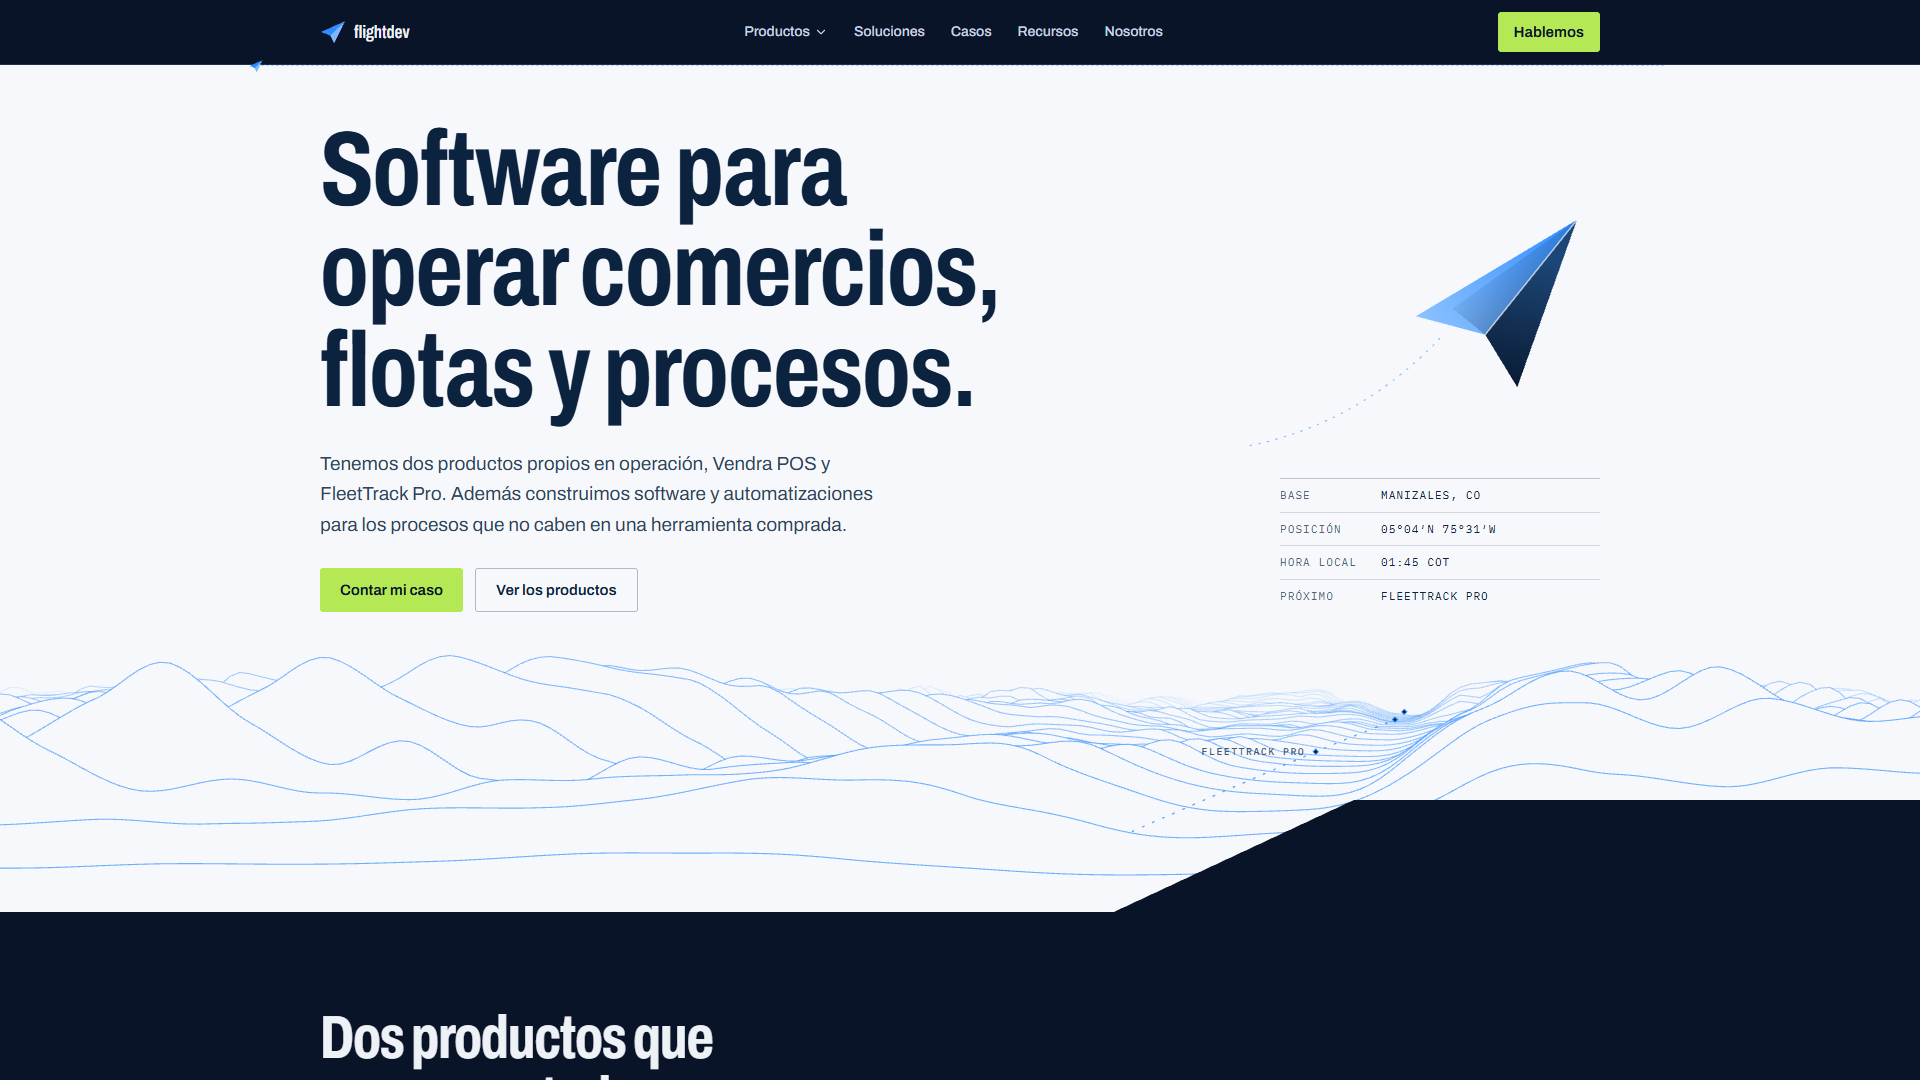 flightdev
Productos
Soluciones
Casos
Recursos
Nosotros
Hablemos
Software para
operar comercios,
flotas y procesos.
Tenemos dos productos propios en operación, Vendra POS y
FleetTrack Pro. Además construimos software y automatizaciones
para los procesos que no caben en una herramienta comprada.
Contar mi caso
Ver los productos
BASE MANIZALES, CO
POSICIÓN 05°04′N 75°31′W
HORA LOCAL 01:45 COT
PRÓXIMO FLEETTRACK PRO
FLEETTRACK PRO
Dos productos que